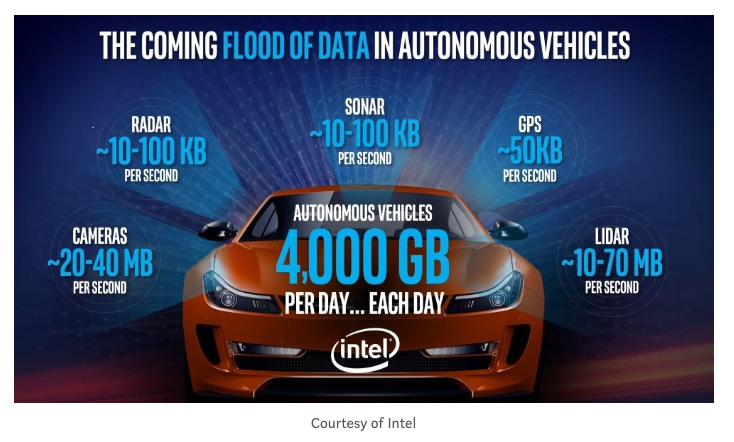 THE COMING FLOOD OF DATA IN AUTONOMOUS VEHICLES
RADAR
~10-100 KB
PER SECOND
SONAR
~10-100 KB
PER SECOND
GPS
~50KB
PER SECOND
CAMERAS
~20-40 MB
PER SECOND
AUTONOMOUS VEHICLES
4,000 GB
PER DAY... EACH DAY
LIDAR
~10-70 MB
PER SECOND
intel
Courtesy of Intel